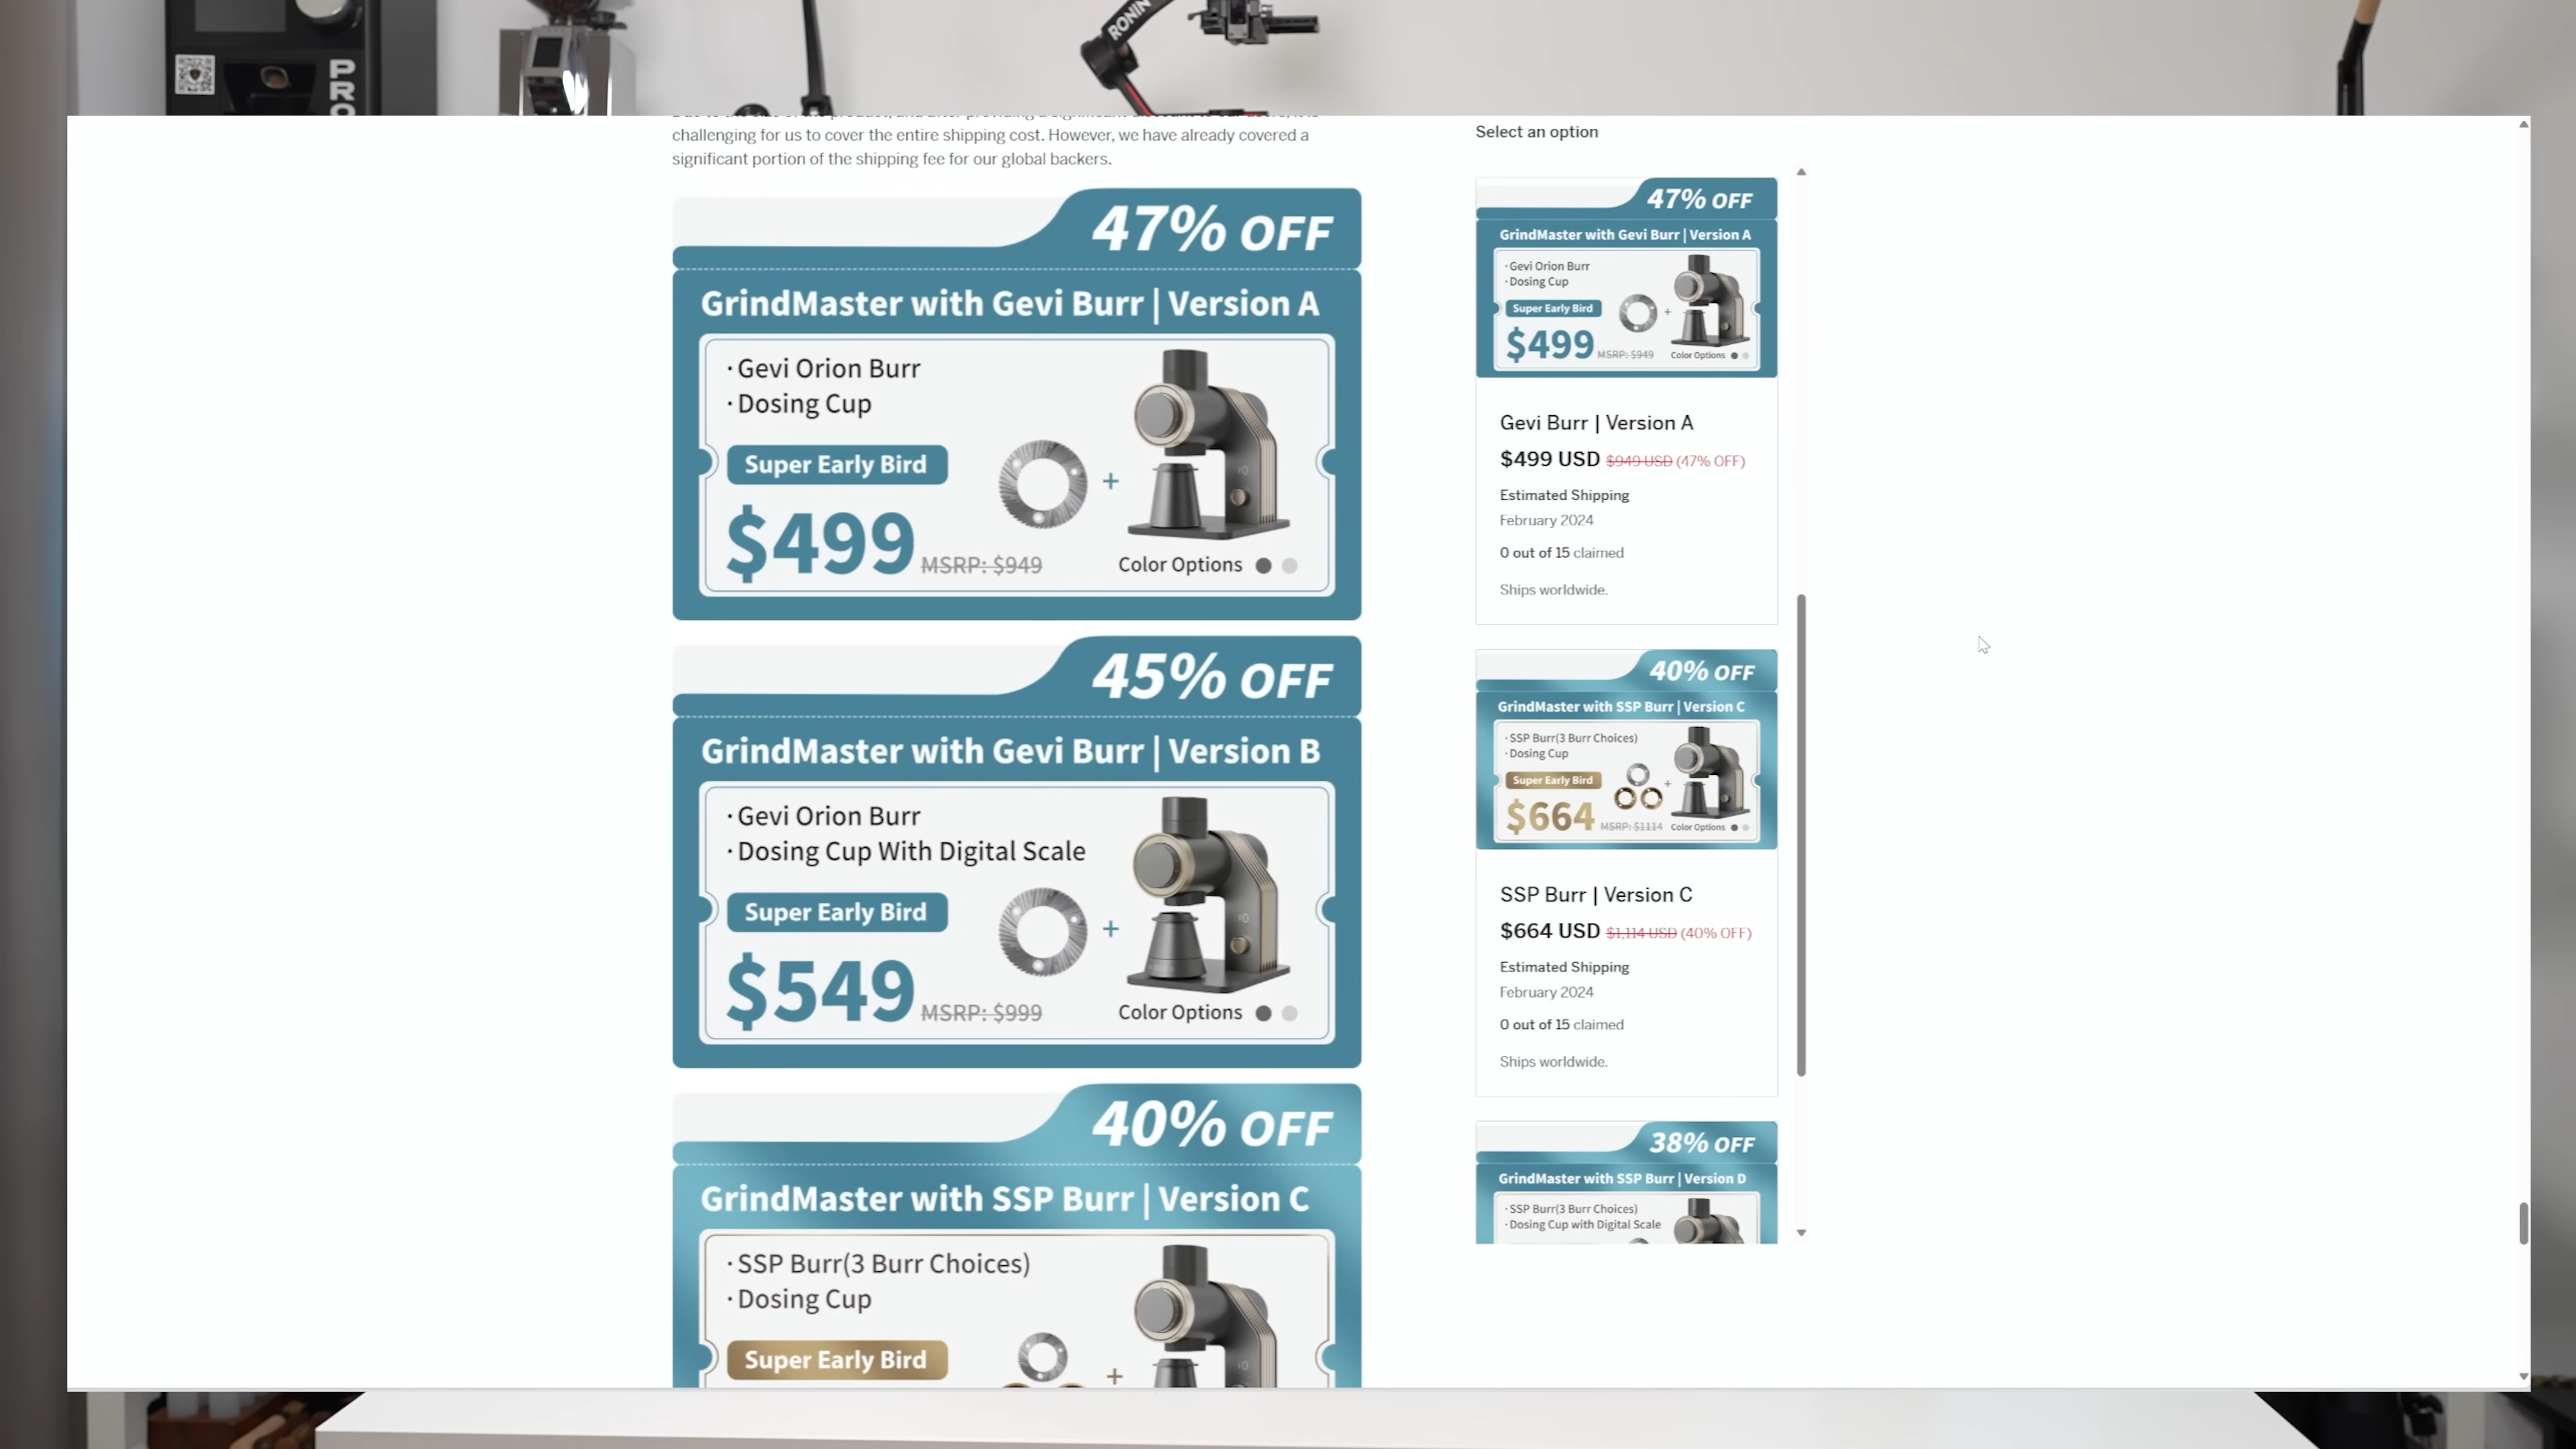 RONIN
PRO
challenging for us to cover the entire shipping cost. However, we have already covered a
significant portion of the shipping fee for our global backers.
47% OFF
GrindMaster with Gevi Burr | Version A
· Gevi Orion Burr
· Dosing Cup
Super Early Bird
+
$499 MSRP: $949
Color Options
45% OFF
GrindMaster with Gevi Burr | Version B
· Gevi Orion Burr
· Dosing Cup With Digital Scale
Super Early Bird
+
$549 MSRP: $999
Color Options
40% OFF
GrindMaster with SSP Burr | Version C
· SSP Burr(3 Burr Choices)
· Dosing Cup
Super Early Bird
+
Select an option
47% OFF
GrindMaster with Gevi Burr | Version A
· Gevi Orion Burr
· Dosing Cup
Super Early Bird
+
$499 MSRP: $949 Color Options
Gevi Burr | Version A
$499 USD $949 USD (47% OFF)
Estimated Shipping
February 2024
0 out of 15 claimed
Ships worldwide.
40% OFF
GrindMaster with SSP Burr | Version C
· SSP Burr(3 Burr Choices)
· Dosing Cup
Super Early Bird
+
$664 MSRP: $1114 Color Options
SSP Burr | Version C
$664 USD $1,114 USD (40% OFF)
Estimated Shipping
February 2024
0 out of 15 claimed
Ships worldwide.
38% OFF
GrindMaster with SSP Burr | Version D
· SSP Burr(3 Burr Choices)
· Dosing Cup with Digital Scale